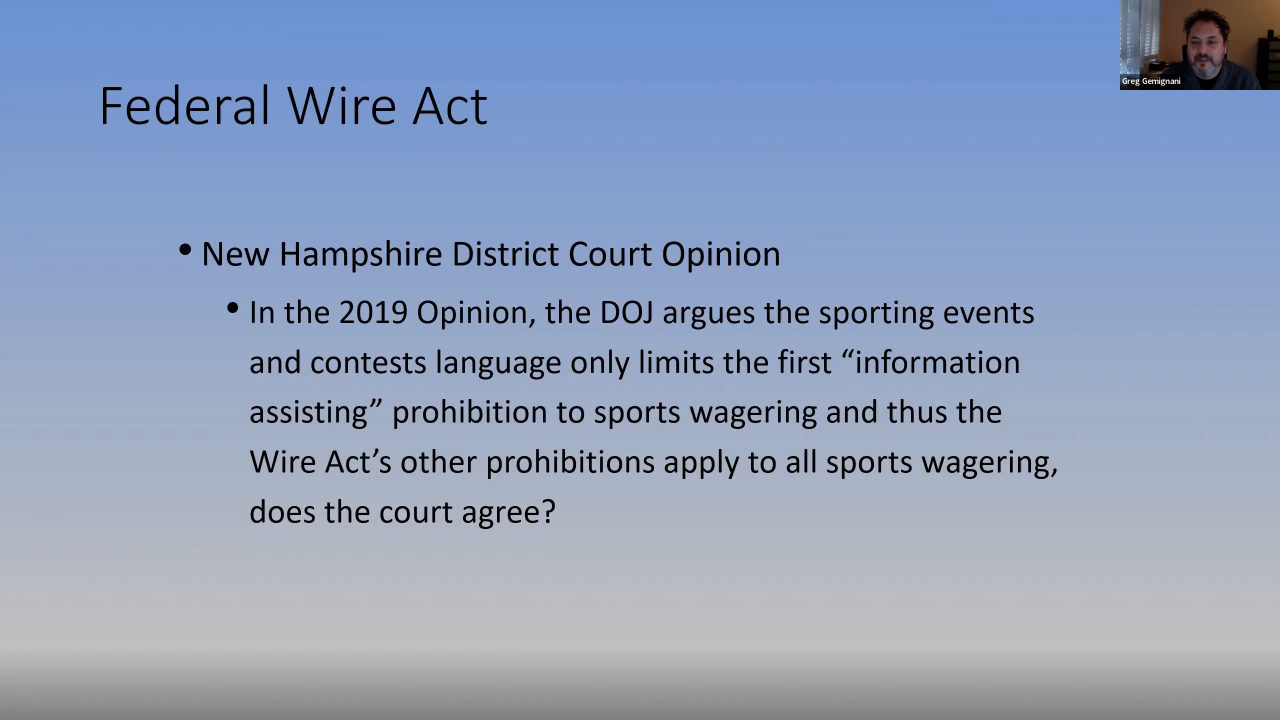 Greg Gemignani
Federal Wire Act
• New Hampshire District Court Opinion
• In the 2019 Opinion, the DOJ argues the sporting events
and contests language only limits the first “information
assisting” prohibition to sports wagering and thus the
Wire Act’s other prohibitions apply to all sports wagering,
does the court agree?